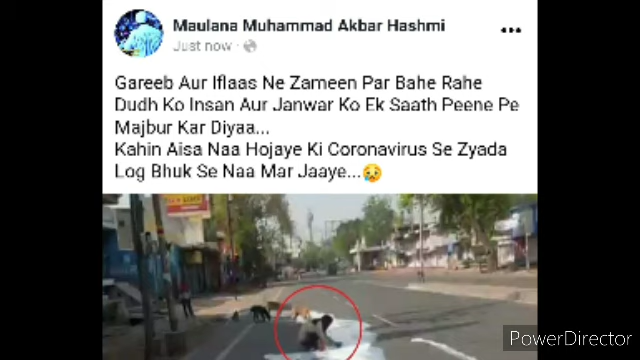 Maulana Muhammad Akbar Hashmi
Just now
Gareeb Aur Iflaas Ne Zameen Par Bahe Rahe
Dudh Ko Insan Aur Janwar Ko Ek Saath Peene Pe
Majbur Kar Diyaa...
Kahin Aisa Naa Hojaye Ki Coronavirus Se Zyada
Log Bhuk Se Naa Mar Jaaye...😥
PowerDirector